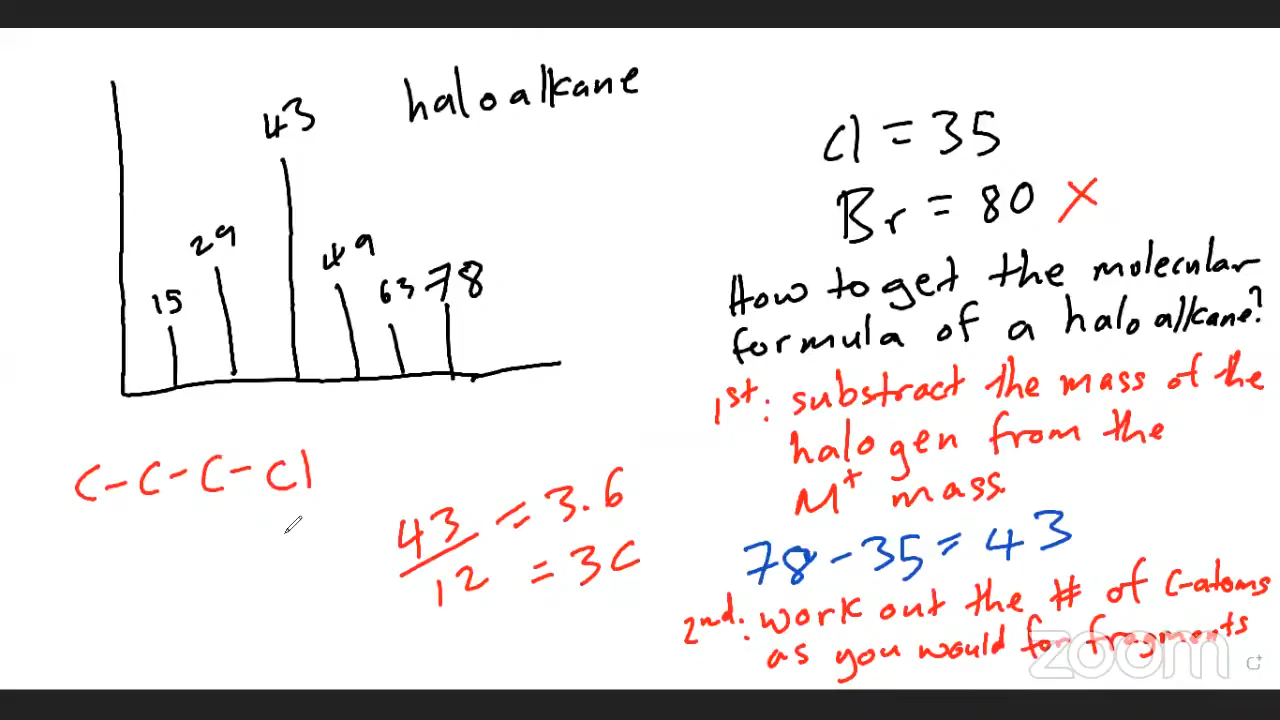 haloalkane
43
29
15
49
63
78
Cl = 35
Br = 80 X
How to get the molecular
formula of a haloalkane?
1st: substract the mass of the
halogen from the
M+ mass.
78 - 35 = 43
2nd: work out the # of C-atoms
as you would for fragments
C-C-C-Cl
43/12 = 3.6
= 3C
zoom